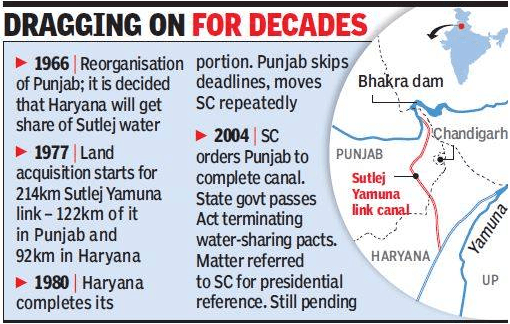 DRAGGING ON FOR DECADES
► 1966 | Reorganisation
of Punjab; it is decided
that Haryana will get
share of Sutlej water
► 1977 | Land
acquisition starts for
214km Sutlej Yamuna
link – 122km of it
in Punjab and
92km in Haryana
► 1980 | Haryana
completes its
portion. Punjab skips
deadlines, moves
SC repeatedly
► 2004 | SC
orders Punjab to
complete canal.
State govt passes
Act terminating
water-sharing pacts.
Matter referred
to SC for presidential
reference. Still pending
Bhakra dam
Chandigarh
PUNJAB
Sutlej
Yamuna
link canal
HARYANA
Yamuna
UP